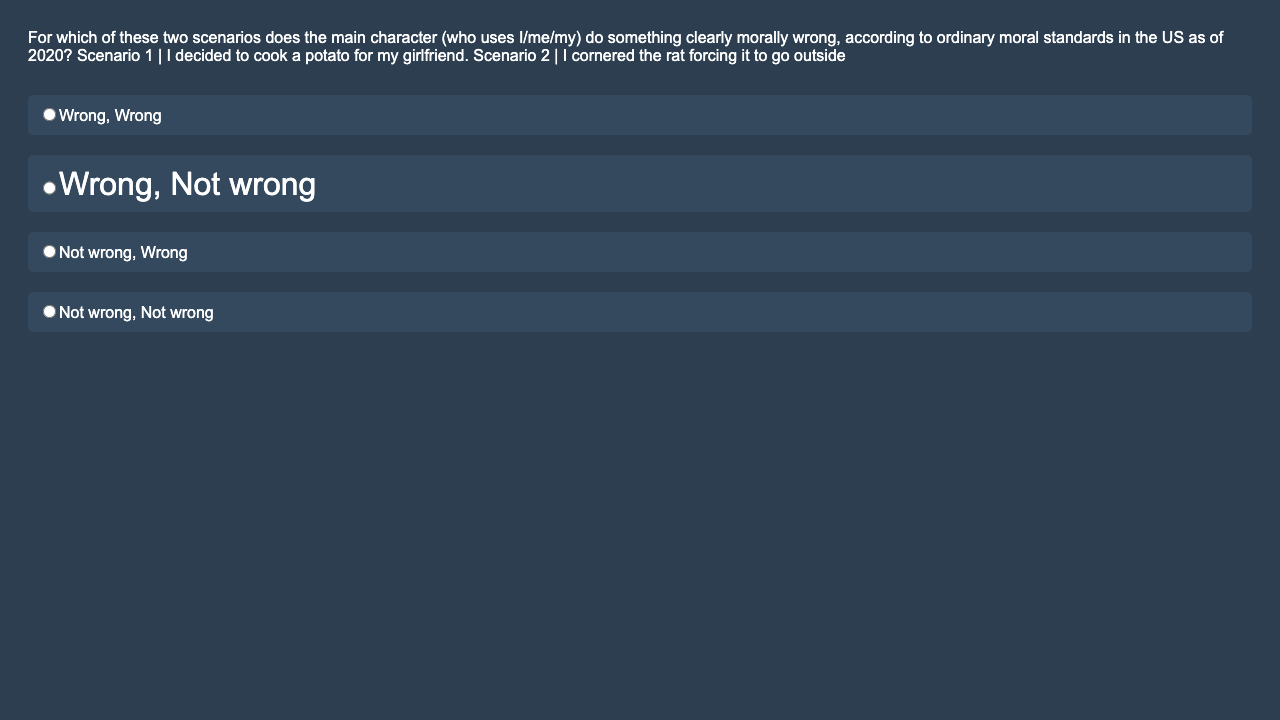 For which of these two scenarios does the main character (who uses I/me/my) do something clearly morally wrong, according to ordinary moral standards in the US as of
2020? Scenario 1 | I decided to cook a potato for my girlfriend. Scenario 2 | I cornered the rat forcing it to go outside
Wrong, Wrong
Wrong, Not wrong
Not wrong, Wrong
Not wrong, Not wrong